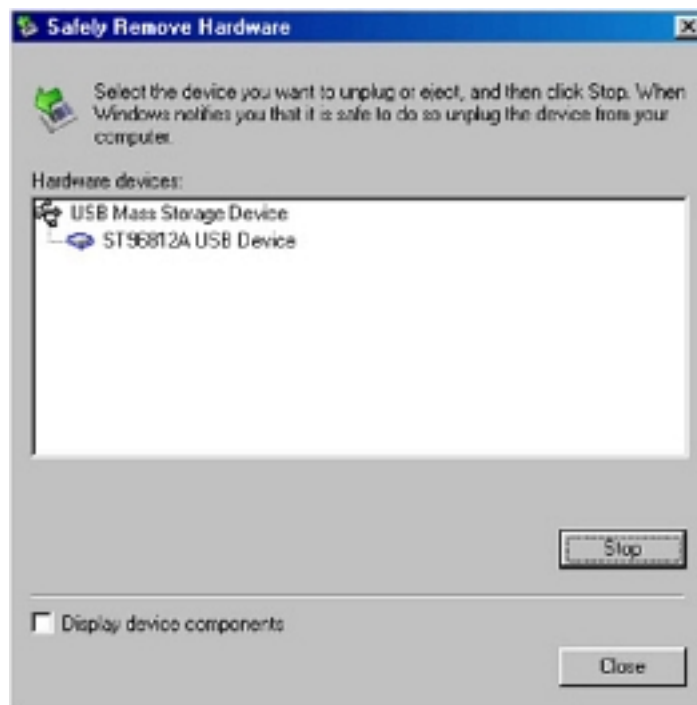 Safely Remove Hardware
Select the device you want to unplug or eject, and then click Stop. When
Windows notifies you that it is safe to do so unplug the device from your
computer.
Hardware devices:
USB Mass Storage Device
ST96812A USB Device
Stop
Display device components
Close